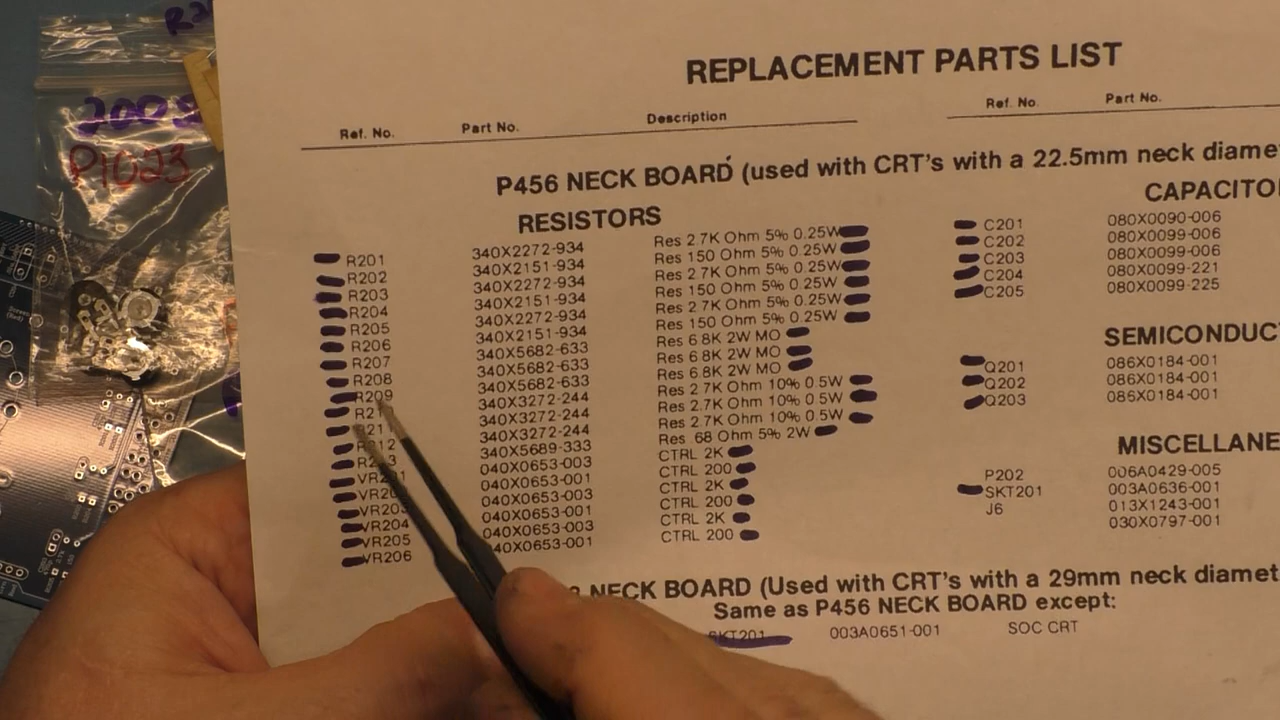 REPLACEMENT PARTS LIST
Ref. No. Part No. Description
Ref. No. Part No.
P456 NECK BOARD (used with CRT's with a 22.5mm neck
RESISTORS
R201 340X2272-934 Res 2.7K Ohm 5% 0.25W
R202 340X2151-934 Res 150 Ohm 5% 0.25W
R203 340X2272-934 Res 2.7K Ohm 5% 0.25W
R204 340X2151-934 Res 150 Ohm 5% 0.25W
R205 340X2272-934 Res 2.7K Ohm 5% 0.25W
R206 340X2151-934 Res 150 Ohm 5% 0.25W
R207 340X5682-633 Res 6.8K 2W MO
R208 340X5682-633 Res 6.8K 2W MO
R209 340X5682-633 Res 6.8K 2W MO
340X3272-244 Res 2.7K Ohm 10% 0.5W
340X3272-244 Res 2.7K Ohm 10% 0.5W
340X3272-244 Res 2.7K Ohm 10% 0.5W
340X5689-333 Res 68 Ohm 5% 2W
040X0653-003 CTRL 2K
040X0653-001 CTRL 200
VR203 040X0653-003 CTRL 2K
VR204 040X0653-001 CTRL 200
VR205 040X0653-003 CTRL 2K
VR206 40X0653-001 CTRL 200
C201 080X0090-006
C202 080X0099-006
C203 080X0099-006
C204 080X0099-221
C205 080X0099-225
Q201 086X0184-001
Q202 086X0184-001
Q203 086X0184-001
P202 006A0429-005
SKT201 003A0636-001
J6 013X1243-001
030X0797-001
NECK BOARD (Used with CRT's with a 29mm neck
Same as P456 NECK BOARD except:
SKT201 003A0651-001 SOC CRT
P1023